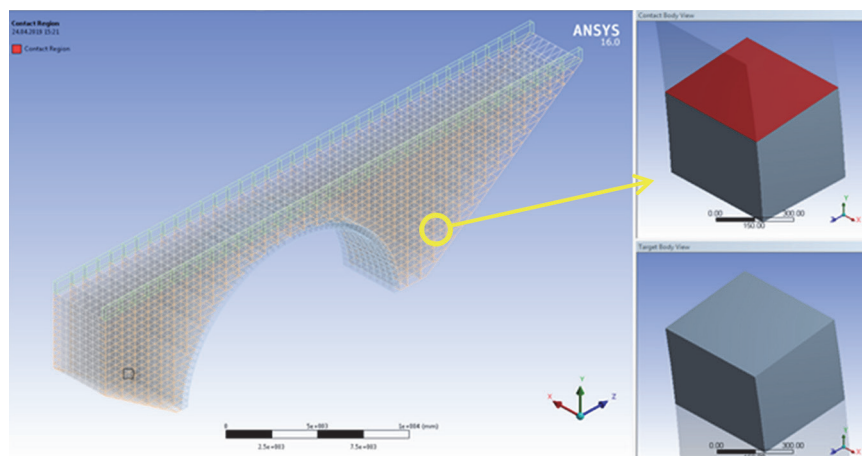 Contact Region
24.04.2019 15:21
Contact Region
ANSYS
16.0
X
Y
Z
0
5e+003
1e+004 (mm)
2.5e+003
7.5e+003
Contact Body View
0.00
300.00
150.00
Y
X
Z
Target Body View
0.00
300.00
Y
X
Z